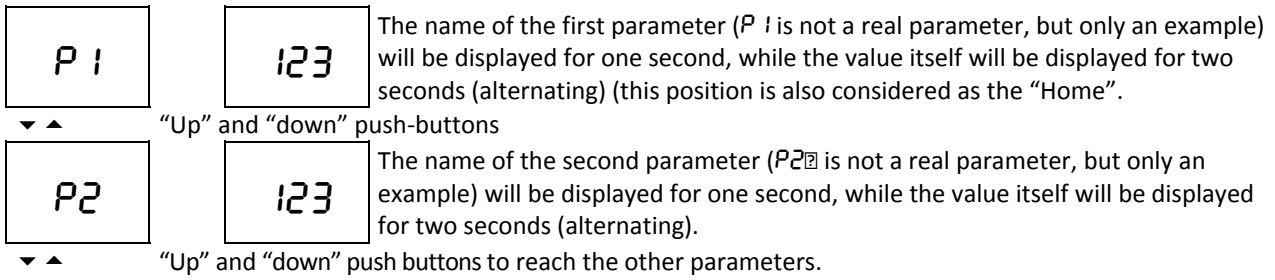 P1 123 The name of the first parameter (P1 is not a real parameter, but only an example)
will be displayed for one second, while the value itself will be displayed for two
seconds (alternating) (this position is also considered as the “Home”.
▼ ▲ “Up” and “down” push-buttons
P2 123 The name of the second parameter (P2⍰ is not a real parameter, but only an
example) will be displayed for one second, while the value itself will be displayed
for two seconds (alternating).
▼ ▲ “Up” and “down” push buttons to reach the other parameters.